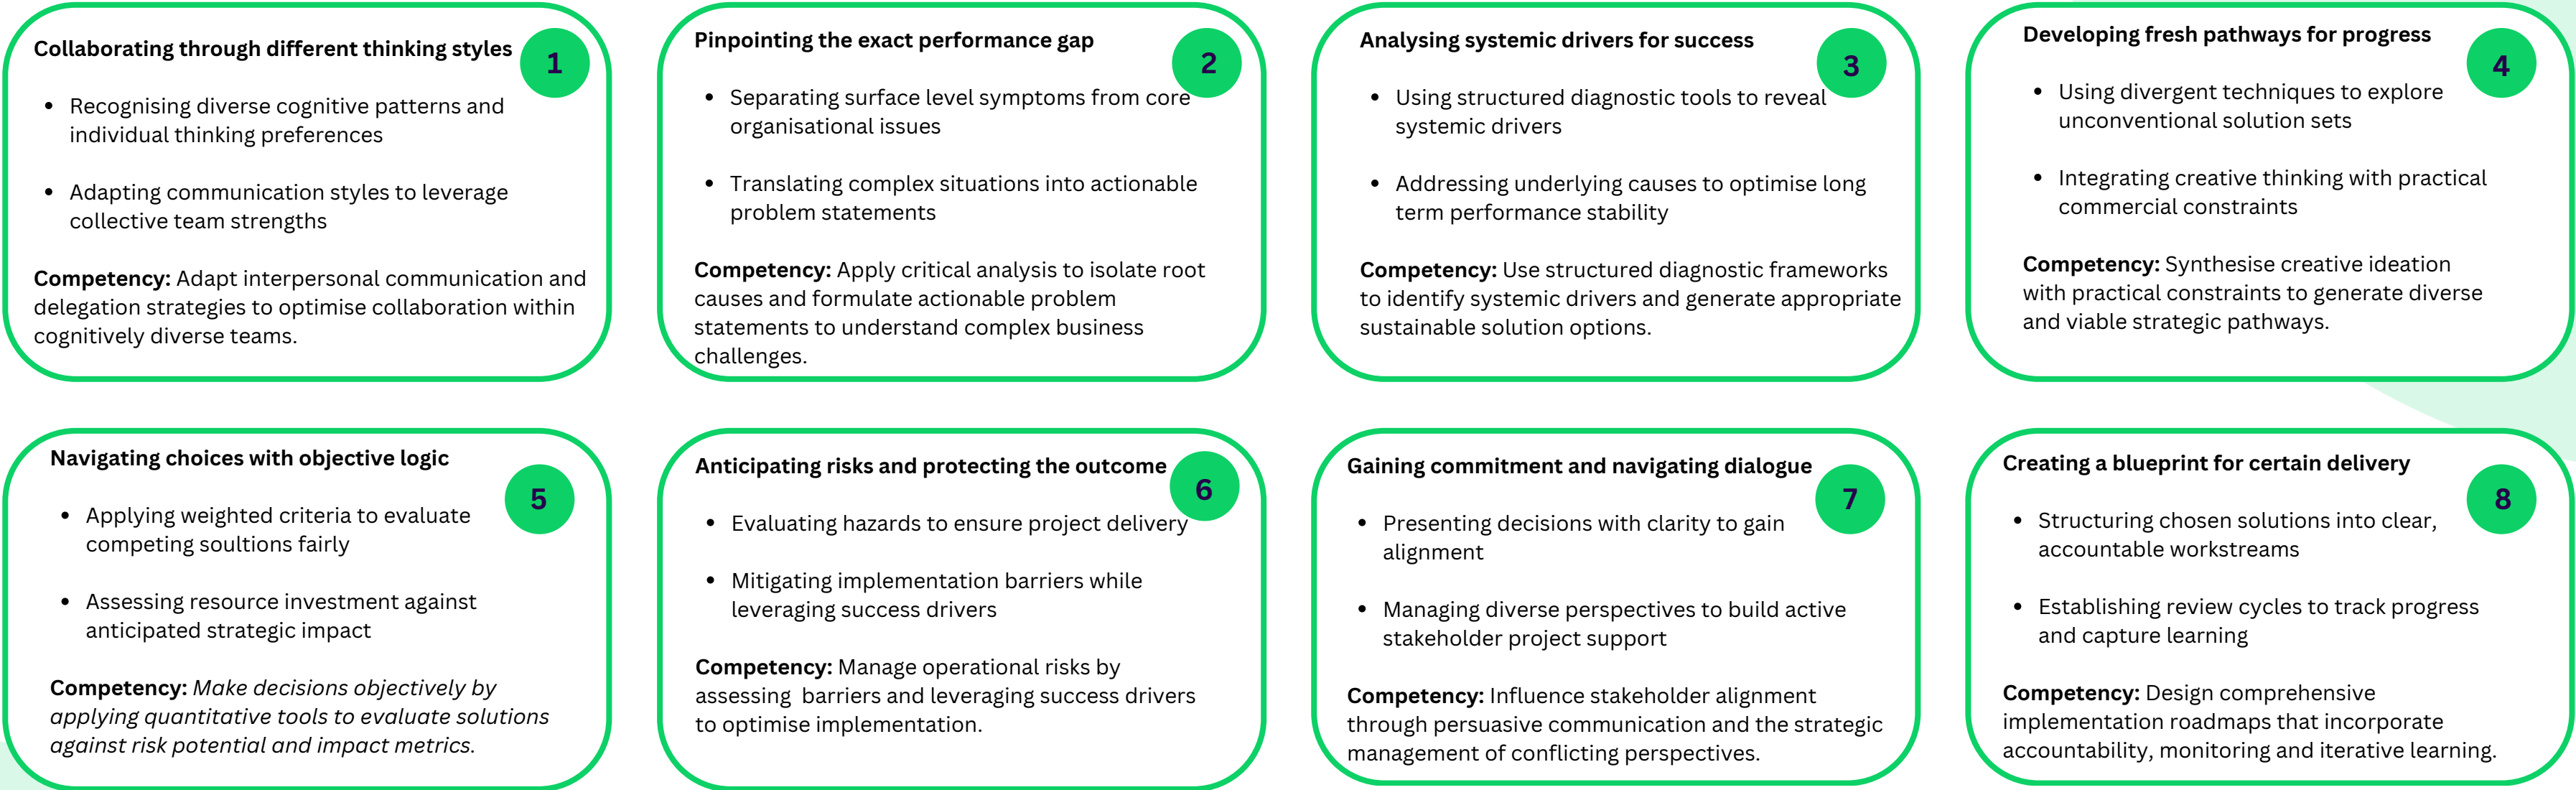 Collaborating through different thinking styles
1
• Recognising diverse cognitive patterns and
individual thinking preferences
• Adapting communication styles to leverage
collective team strengths
Competency: Adapt interpersonal communication and
delegation strategies to optimise collaboration within
cognitively diverse teams.
Pinpointing the exact performance gap
2
• Separating surface level symptoms from core
organisational issues
• Translating complex situations into actionable
problem statements
Competency: Apply critical analysis to isolate root
causes and formulate actionable problem
statements to understand complex business
challenges.
Analysing systemic drivers for success
3
• Using structured diagnostic tools to reveal
systemic drivers
• Addressing underlying causes to optimise long
term performance stability
Competency: Use structured diagnostic frameworks
to identify systemic drivers and generate appropriate
sustainable solution options.
Developing fresh pathways for progress
4
• Using divergent techniques to explore
unconventional solution sets
• Integrating creative thinking with practical
commercial constraints
Competency: Synthesise creative ideation
with practical constraints to generate diverse
and viable strategic pathways.
Navigating choices with objective logic
5
• Applying weighted criteria to evaluate
competing soultions fairly
• Assessing resource investment against
anticipated strategic impact
Competency: Make decisions objectively by
applying quantitative tools to evaluate solutions
against risk potential and impact metrics.
Anticipating risks and protecting the outcome
6
• Evaluating hazards to ensure project delivery
• Mitigating implementation barriers while
leveraging success drivers
Competency: Manage operational risks by
assessing  barriers and leveraging success drivers
to optimise implementation.
Gaining commitment and navigating dialogue
7
• Presenting decisions with clarity to gain
alignment
• Managing diverse perspectives to build active
stakeholder project support
Competency: Influence stakeholder alignment
through persuasive communication and the strategic
management of conflicting perspectives.
Creating a blueprint for certain delivery
8
• Structuring chosen solutions into clear,
accountable workstreams
• Establishing review cycles to track progress
and capture learning
Competency: Design comprehensive
implementation roadmaps that incorporate
accountability, monitoring and iterative learning.